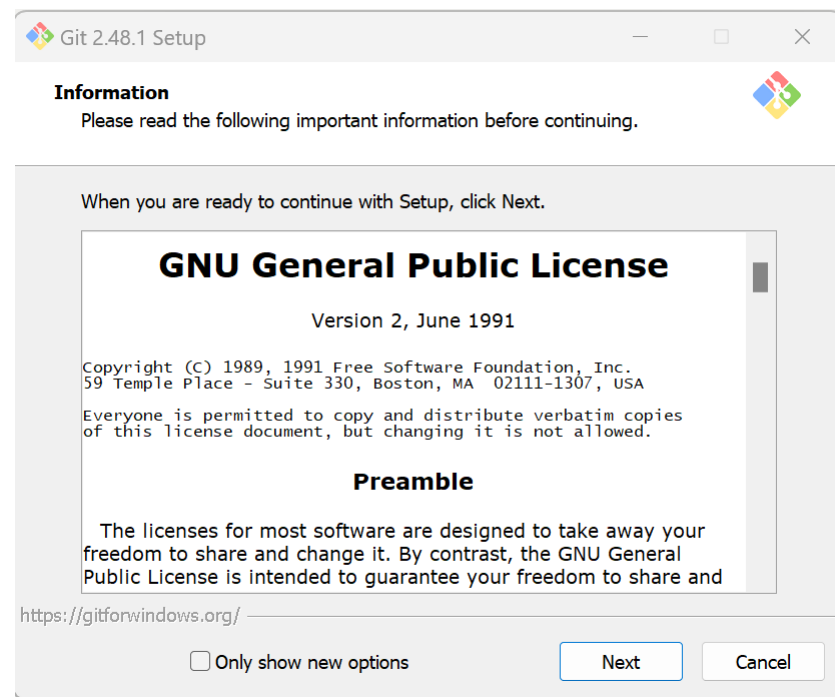 Git 2.48.1 Setup
Information
Please read the following important information before continuing.
When you are ready to continue with Setup, click Next.
GNU General Public License
Version 2, June 1991
Copyright (C) 1989, 1991 Free Software Foundation, Inc.
59 Temple Place - Suite 330, Boston, MA  02111-1307, USA
Everyone is permitted to copy and distribute verbatim copies
of this license document, but changing it is not allowed.
Preamble
The licenses for most software are designed to take away your
freedom to share and change it. By contrast, the GNU General
Public License is intended to guarantee your freedom to share and
https://gitforwindows.org/
Only show new options
Next
Cancel